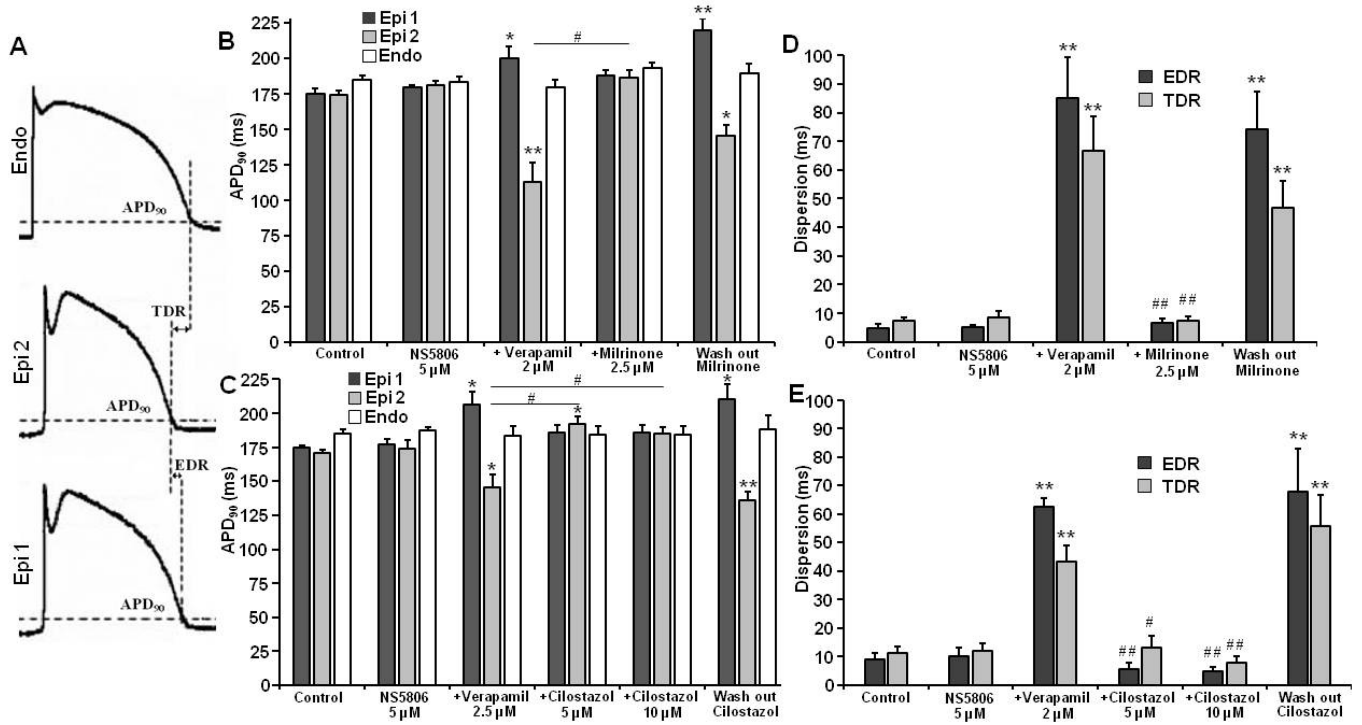 A
Endo
APD90
TDR
Epi 2
APD90
EDR
Epi 1
APD90
B
Epi 1
Epi 2
Endo
APD90 (ms)
225
200
175
150
125
100
75
50
25
0
*
**
#
**
*
Control
NS5806
5 µM
+ Verapamil
2 µM
+Milrinone
2.5 µM
Wash out
Milrinone
C
Epi 1
Epi 2
Endo
APD90 (ms)
225
200
175
150
125
100
75
50
25
0
*
*
#
#
*
*
**
Control
NS5806
5 µM
+Verapamil
2.5 µM
+Cilostazol
5 µM
+Cilostazol
10 µM
Wash out
Cilostazol
D
EDR
TDR
Dispersion (ms)
100
90
80
70
60
50
40
30
20
10
0
**
**
##
##
**
**
Control
NS5806
5 µM
+ Verapamil
2 µM
+ Milrinone
2.5 µM
Wash out
Milrinone
E
EDR
TDR
Dispersion (ms)
100
90
80
70
60
50
40
30
20
10
0
**
**
##
#
##
##
**
**
Control
NS5806
5 µM
+Verapamil
2 µM
+Cilostazol
5 µM
+Cilostazol
10 µM
Wash out
Cilostazol